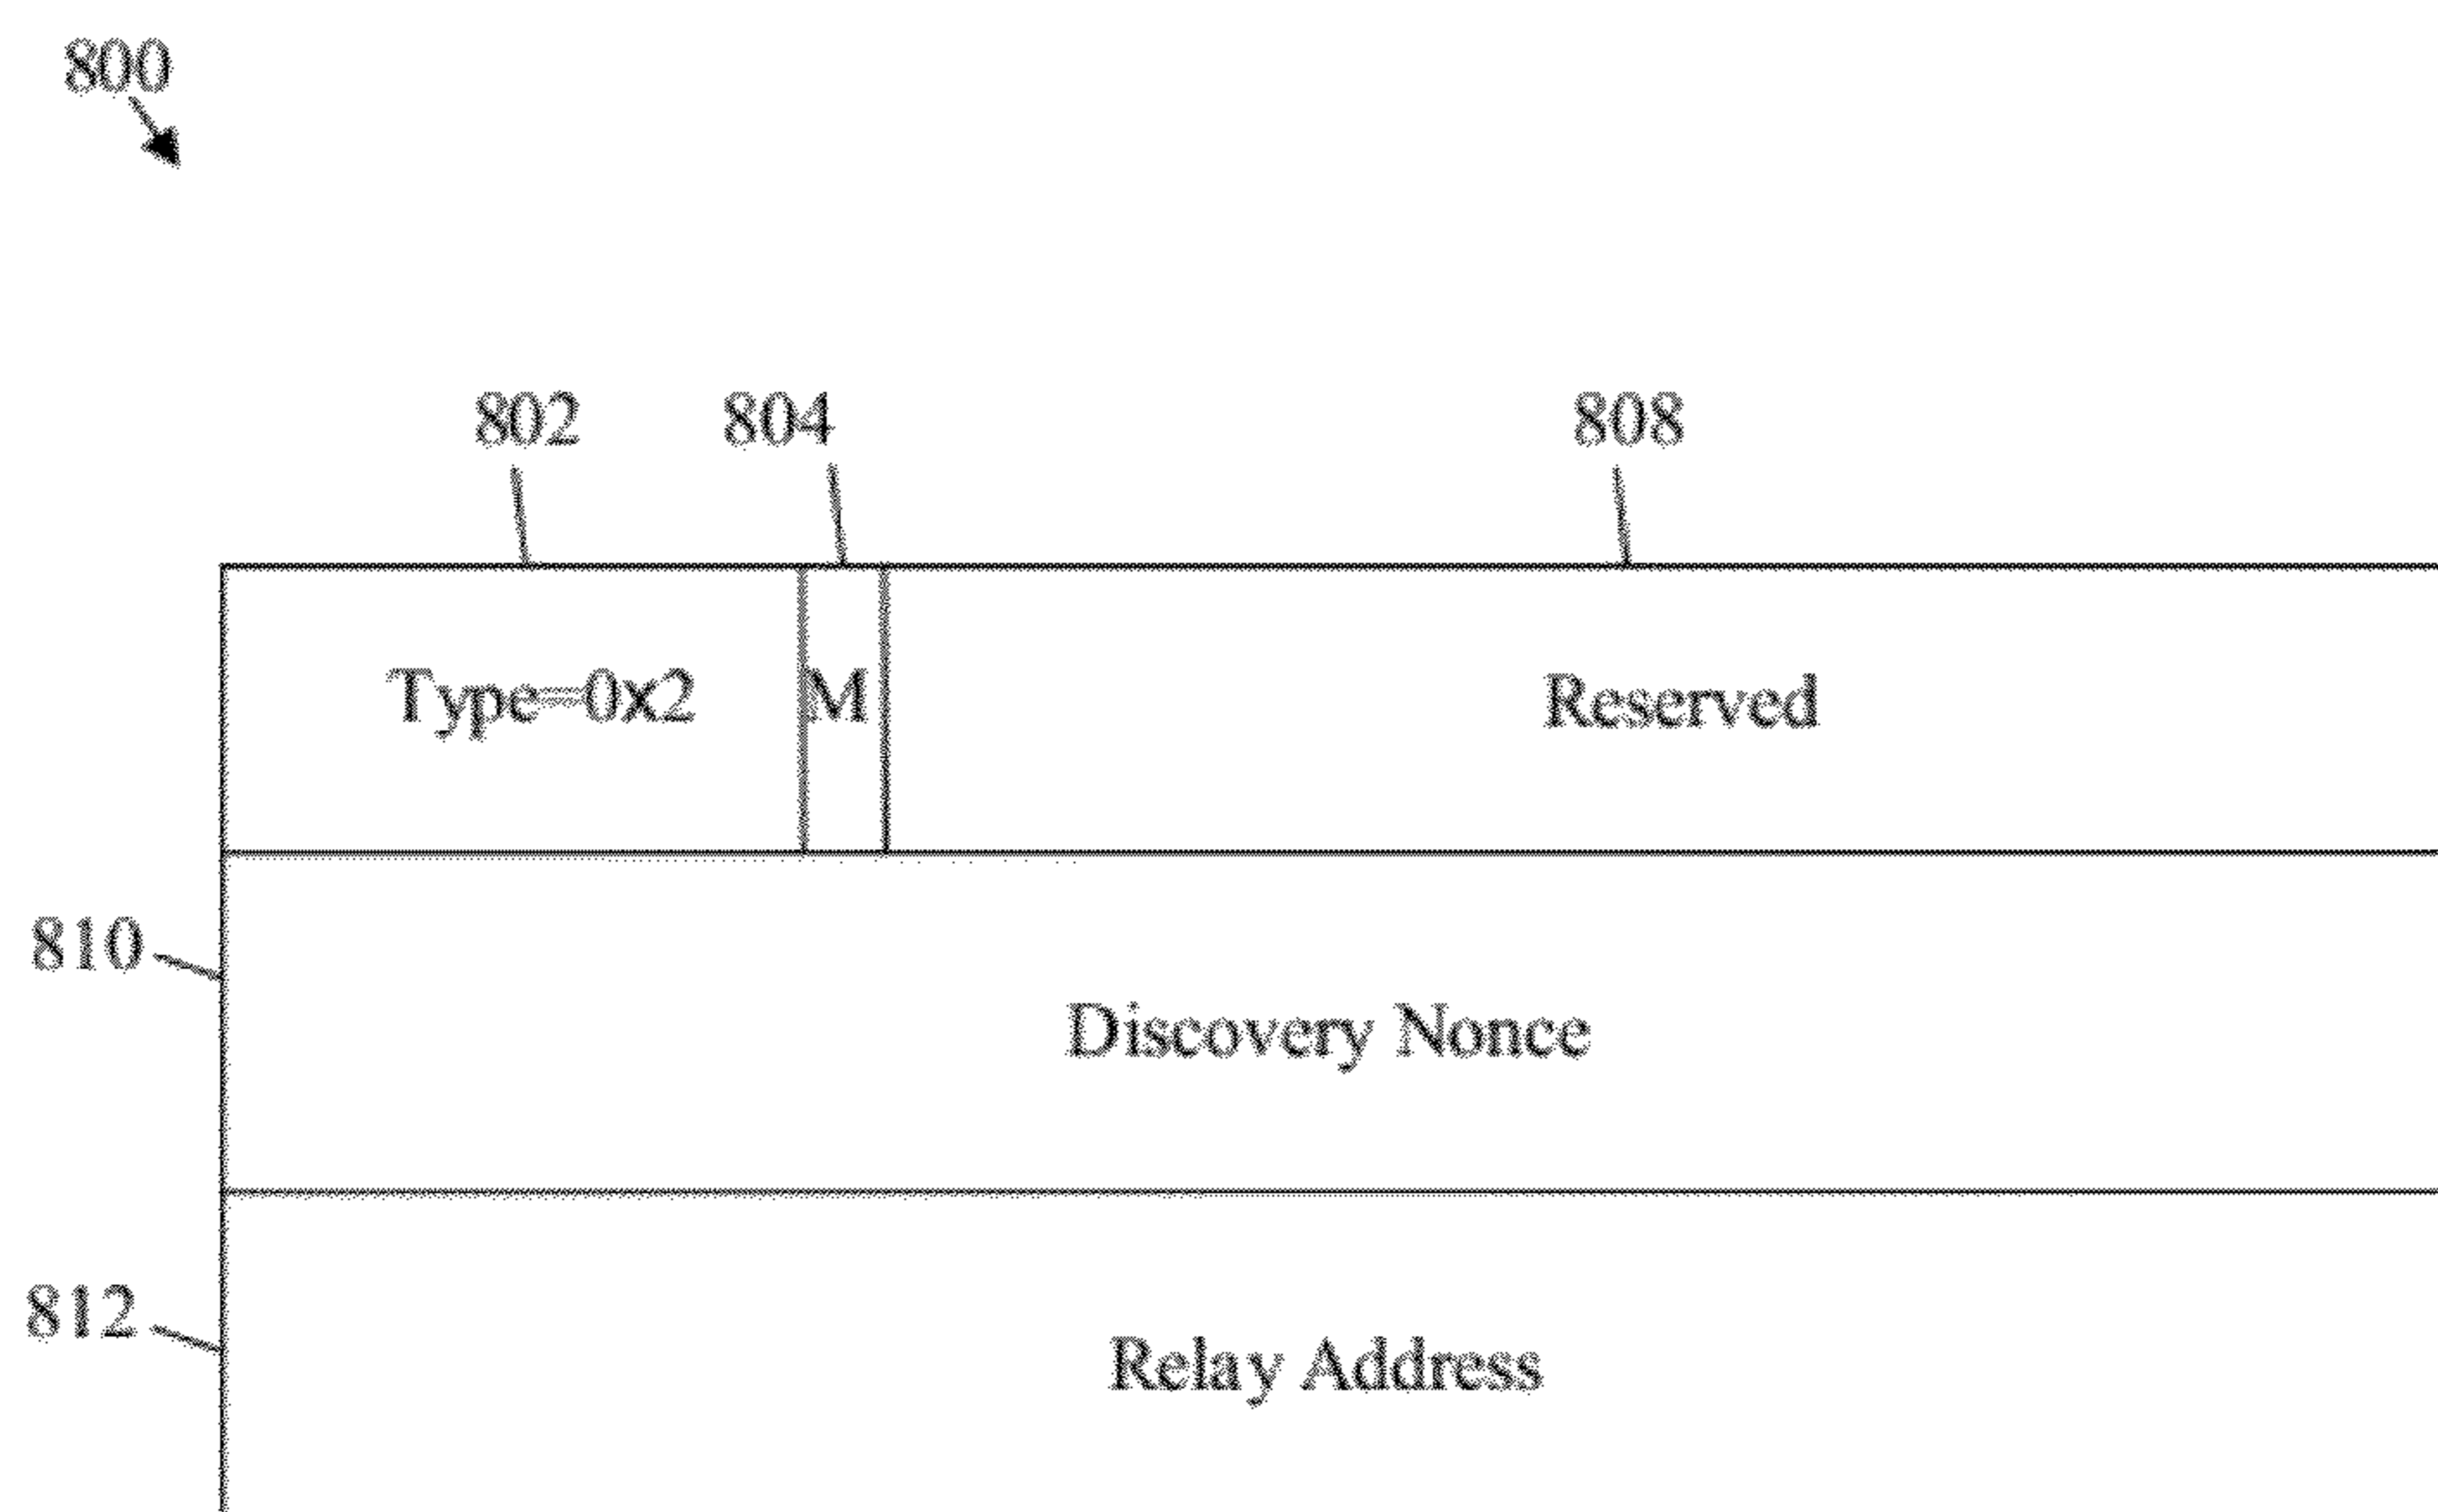 800
802 804 808
Type=0x2 M Reserved
810
Discovery Nonce
812
Relay Address